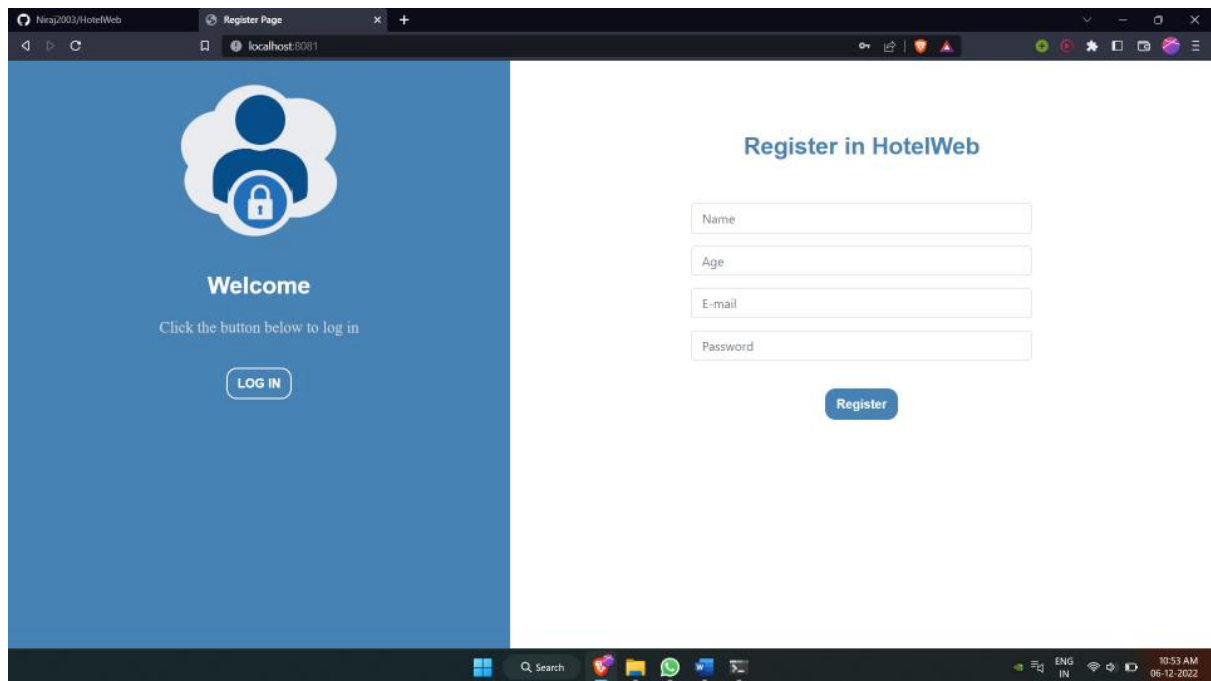 Niraj2003/HotelWeb
Register Page
localhost:8081
Welcome
Click the button below to log in
LOG IN
Register in HotelWeb
Name
Age
E-mail
Password
Register
Search
ENG
IN
10:53 AM
06-12-2022